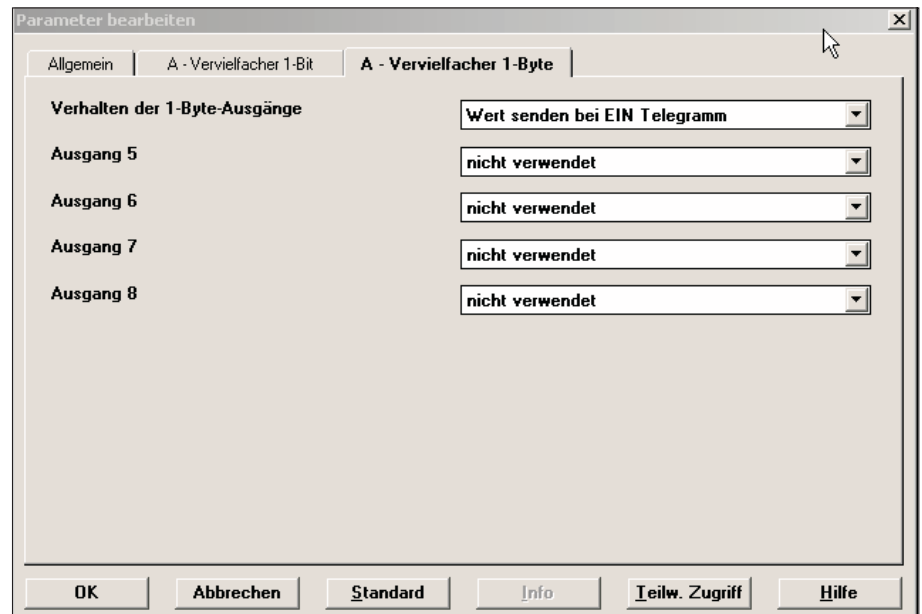 Parameter bearbeiten
Allgemein A - Vervielfacher 1-Bit A - Vervielfacher 1-Byte
Verhalten der 1-Byte-Ausgänge Wert senden bei EIN Telegramm
Ausgang 5 nicht verwendet
Ausgang 6 nicht verwendet
Ausgang 7 nicht verwendet
Ausgang 8 nicht verwendet
OK Abbrechen Standard Info Teilw. Zugriff Hilfe